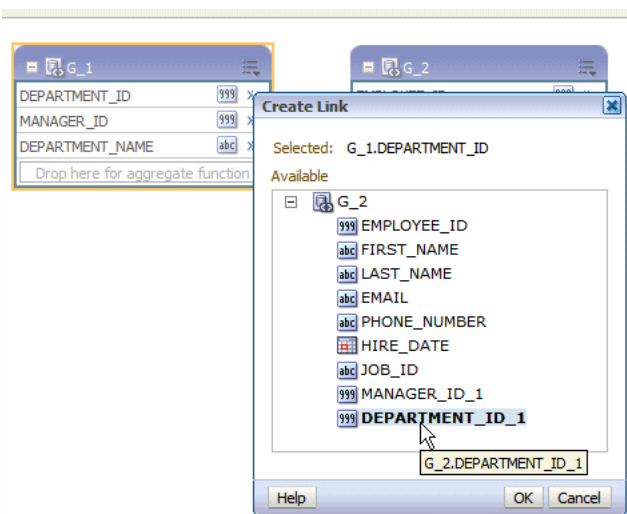 G_1
G_2
DEPARTMENT_ID 999
MANAGER_ID 999
DEPARTMENT_NAME abc
Drop here for aggregate function
Create Link
Selected: G_1.DEPARTMENT_ID
Available
G_2
999 EMPLOYEE_ID
abc FIRST_NAME
abc LAST_NAME
abc EMAIL
abc PHONE_NUMBER
HIRE_DATE
abc JOB_ID
999 MANAGER_ID_1
999 DEPARTMENT_ID_1
G_2.DEPARTMENT_ID_1
Help OK Cancel